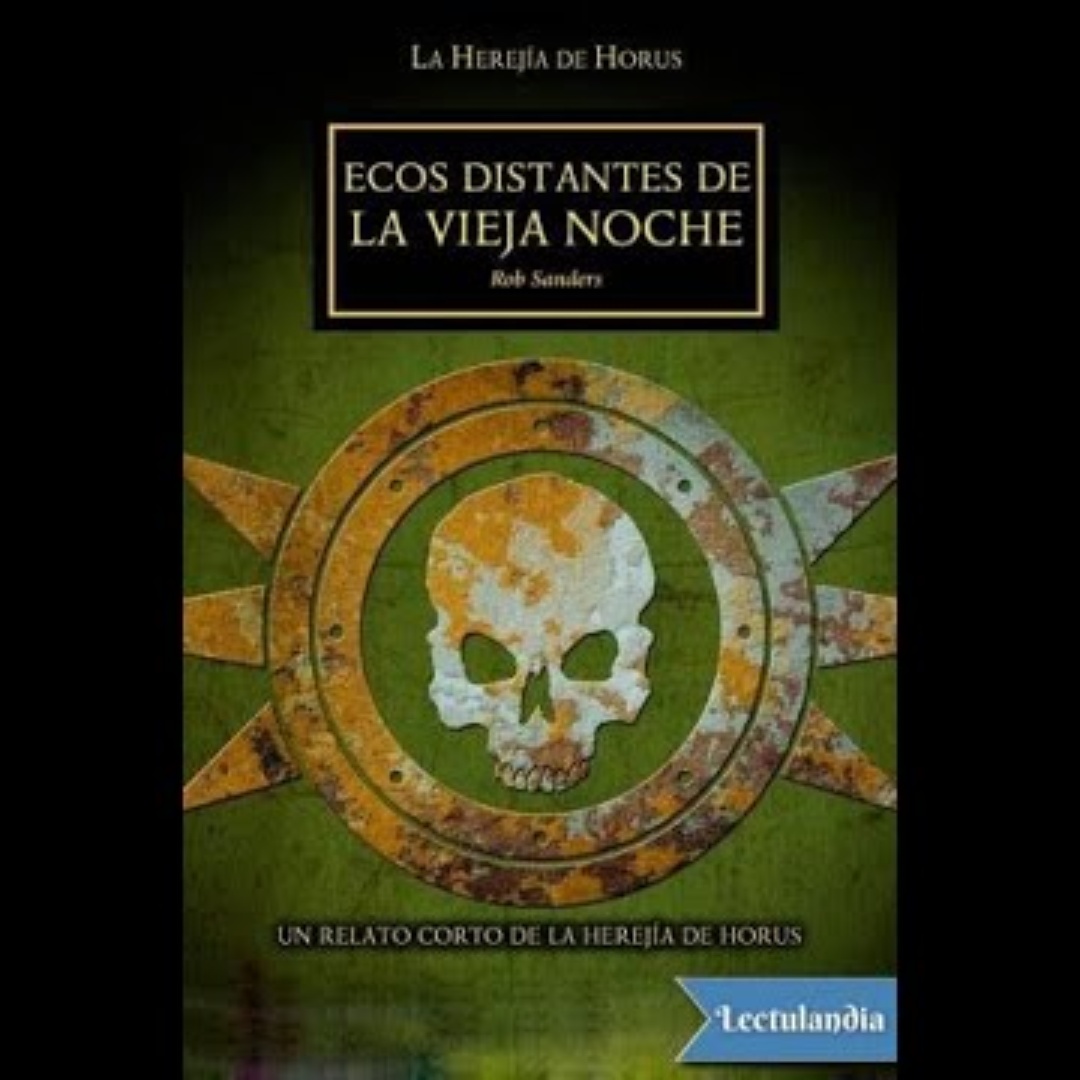 LA HEREJÍA DE HORUS
ECOS DISTANTES DE
LA VIEJA NOCHE
Rob Sanders
UN RELATO CORTO DE LA HEREJÍA DE HORUS
Lectulandia